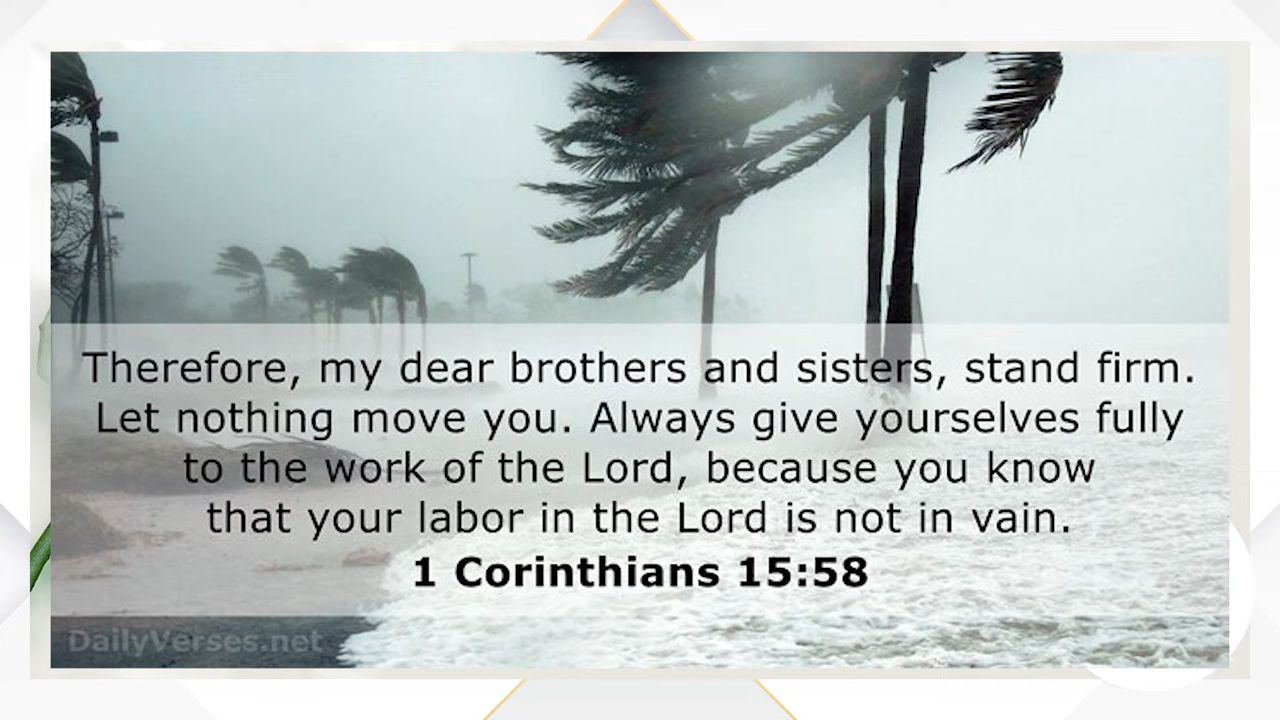 Therefore, my dear brothers and sisters, stand firm.
Let nothing move you. Always give yourselves fully
to the work of the Lord, because you know
that your labor in the Lord is not in vain.
1 Corinthians 15:58
DailyVerses.net